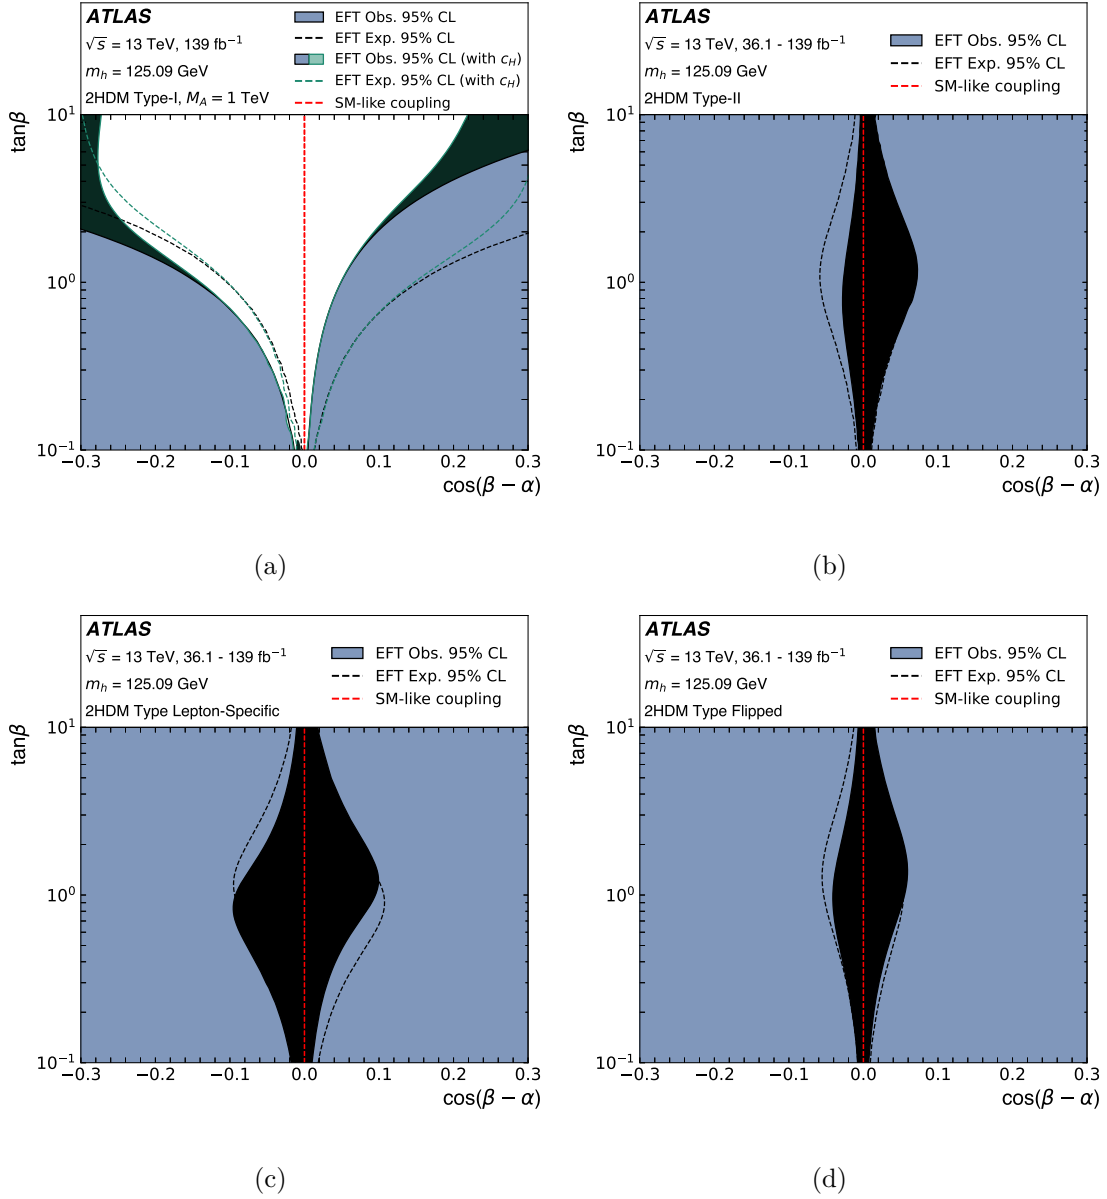 ATLAS
√s = 13 TeV, 139 fb⁻¹
m_h = 125.09 GeV
2HDM Type-I, M_A = 1 TeV
EFT Obs. 95% CL
EFT Exp. 95% CL
EFT Obs. 95% CL (with c_H)
EFT Exp. 95% CL (with c_H)
SM-like coupling
tanβ
10¹
10⁰
10⁻¹
−0.3 −0.2 −0.1 0.0 0.1 0.2 0.3
cos(β − α)
(a)
ATLAS
√s = 13 TeV, 36.1 - 139 fb⁻¹
m_h = 125.09 GeV
2HDM Type-II
EFT Obs. 95% CL
EFT Exp. 95% CL
SM-like coupling
tanβ
10¹
10⁰
10⁻¹
−0.3 −0.2 −0.1 0.0 0.1 0.2 0.3
cos(β − α)
(b)
ATLAS
√s = 13 TeV, 36.1 - 139 fb⁻¹
m_h = 125.09 GeV
2HDM Type Lepton-Specific
EFT Obs. 95% CL
EFT Exp. 95% CL
SM-like coupling
tanβ
10¹
10⁰
10⁻¹
−0.3 −0.2 −0.1 0.0 0.1 0.2 0.3
cos(β − α)
(c)
ATLAS
√s = 13 TeV, 36.1 - 139 fb⁻¹
m_h = 125.09 GeV
2HDM Type Flipped
EFT Obs. 95% CL
EFT Exp. 95% CL
SM-like coupling
tanβ
10¹
10⁰
10⁻¹
−0.3 −0.2 −0.1 0.0 0.1 0.2 0.3
cos(β − α)
(d)